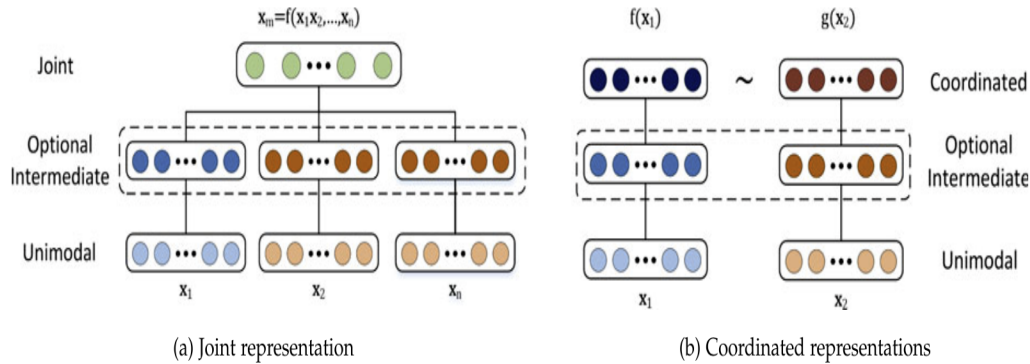 xₘ=f(x₁x₂,...,xₙ)
Joint
Optional
Intermediate
Unimodal
x₁
x₂
xₙ
(a) Joint representation
f(x₁)
g(x₂)
~
Coordinated
Optional
Intermediate
Unimodal
x₁
x₂
(b) Coordinated representations